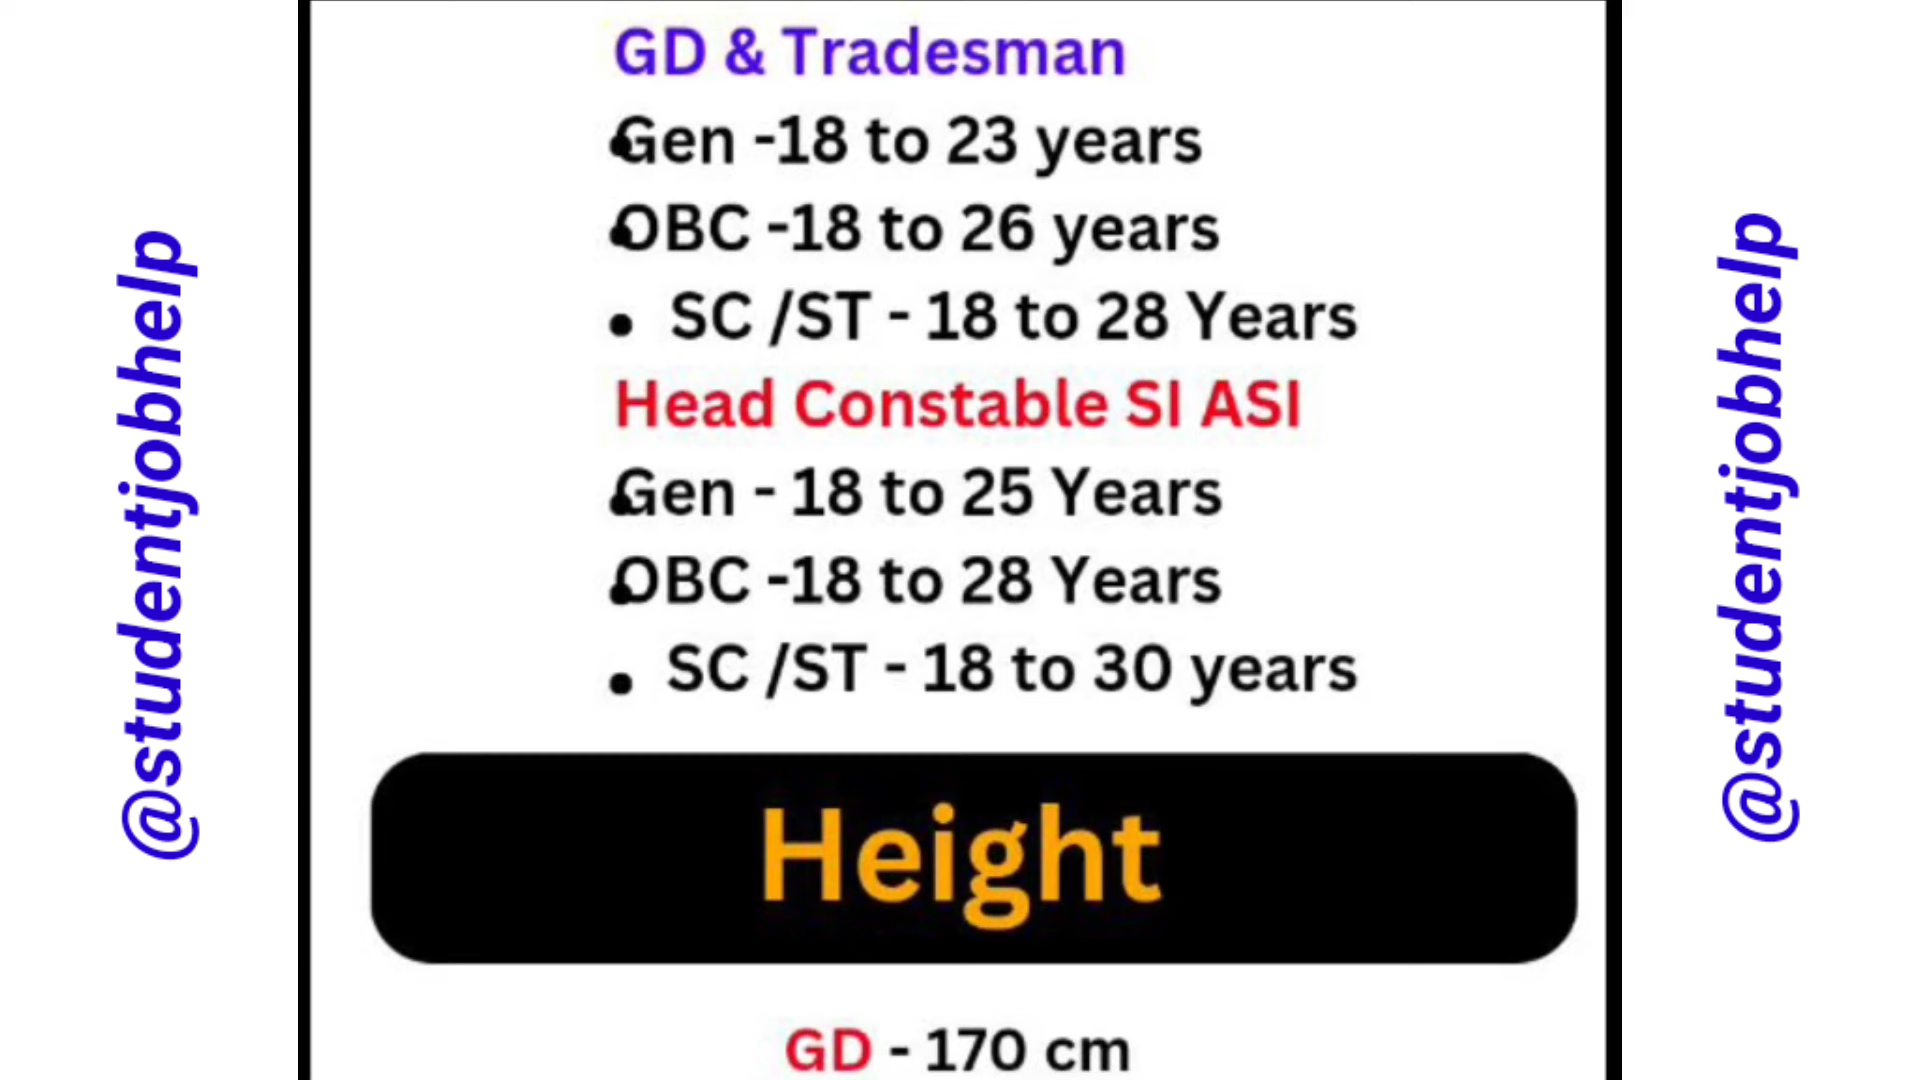 GD & Tradesman
• Gen -18 to 23 years
• OBC -18 to 26 years
• SC /ST - 18 to 28 Years
Head Constable SI ASI
• Gen - 18 to 25 Years
• OBC -18 to 28 Years
• SC /ST - 18 to 30 years
Height
GD - 170 cm
@studentjobhelp
@studentjobhelp